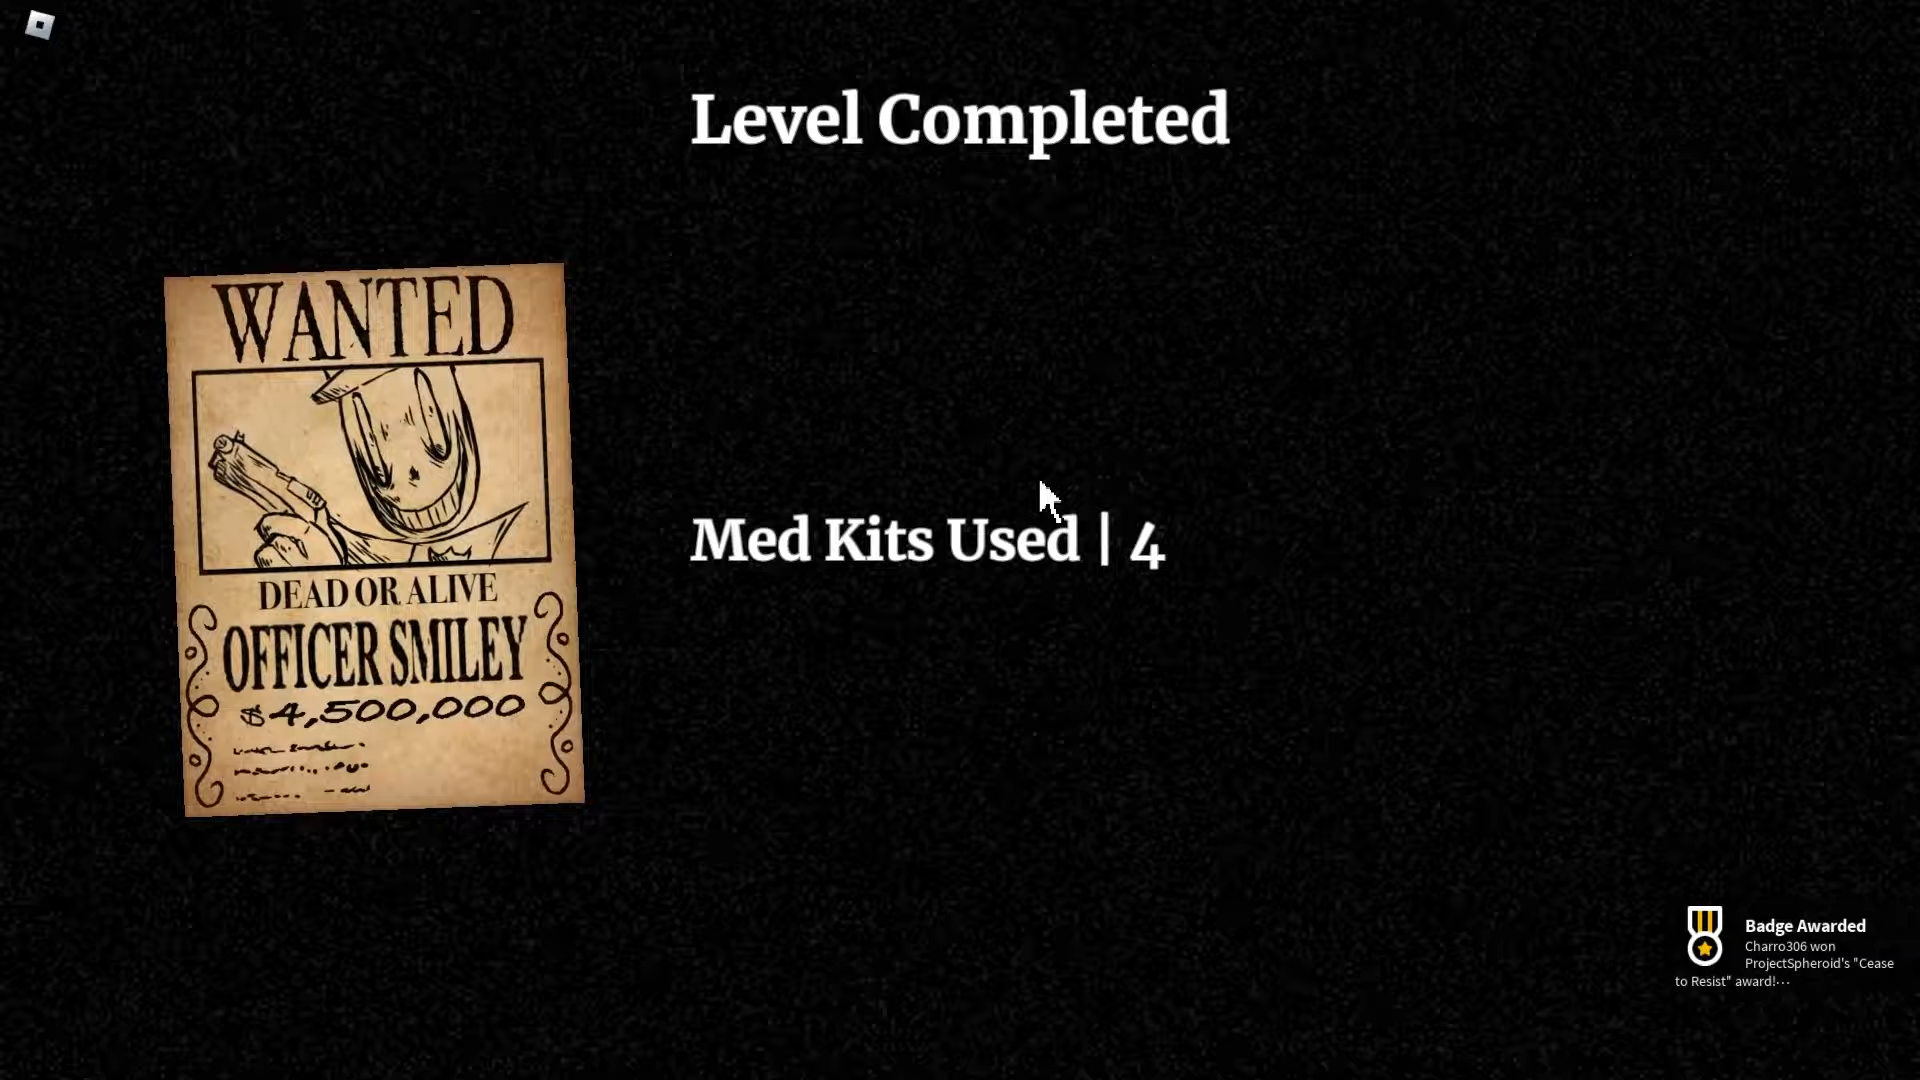 Level Completed
WANTED
DEAD OR ALIVE
OFFICER SMILEY
$4,500,000
Med Kits Used | 4
Badge Awarded
Charro306 won
ProjectSpheroid's "Cease
to Resist" award!...